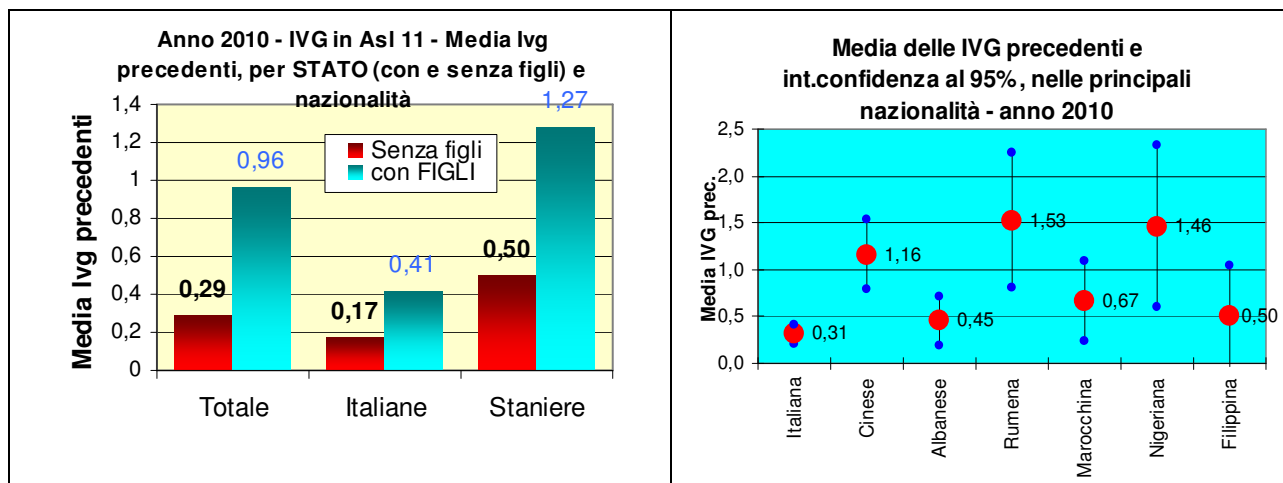 Anno 2010 - IVG in Asl 11 - Media Ivg
precedenti, per STATO (con e senza figli) e
nazionalità
Media Ivg precedenti
1,4
1,2
1
0,8
0,6
0,4
0,2
0
Senza figli
con FIGLI
0,29
0,96
0,17
0,41
0,50
1,27
Totale
Italiane
Staniere
Media delle IVG precedenti e
int.confidenza al 95%, nelle principali
nazionalità - anno 2010
Media IVG prec.
2,5
2,0
1,5
1,0
0,5
0,0
0,31
1,16
0,45
1,53
0,67
1,46
0,50
Italiana
Cinese
Albanese
Rumena
Marocchina
Nigeriana
Filippina